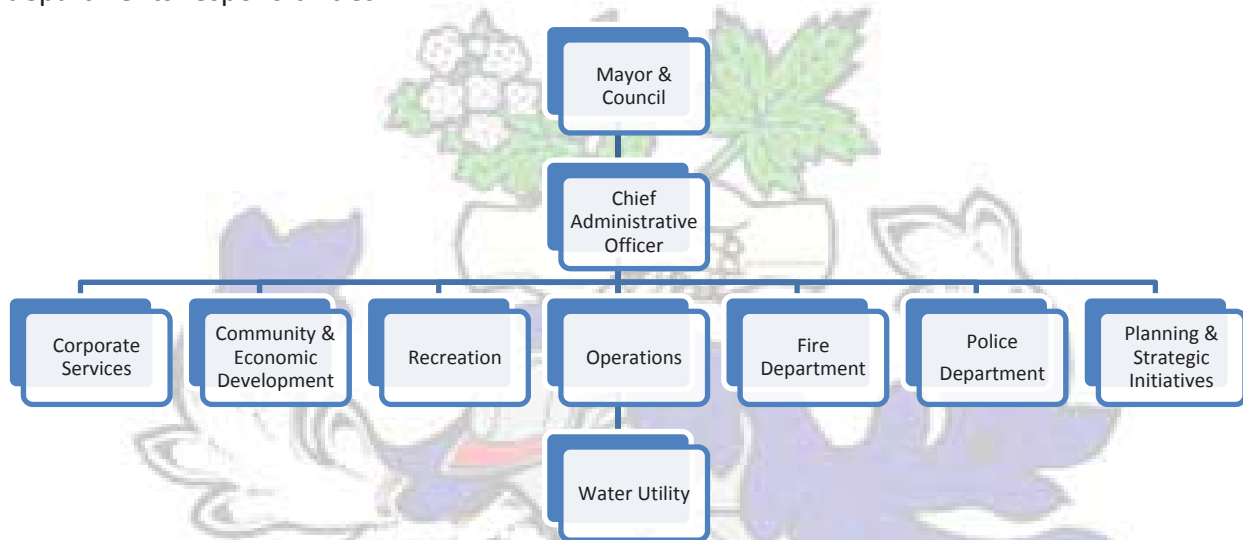 Mayor &
Council
Chief
Administrative
Officer
Corporate
Services
Community &
Economic
Development
Recreation
Operations
Fire
Department
Police
Department
Planning &
Strategic
Initiatives
Water Utility